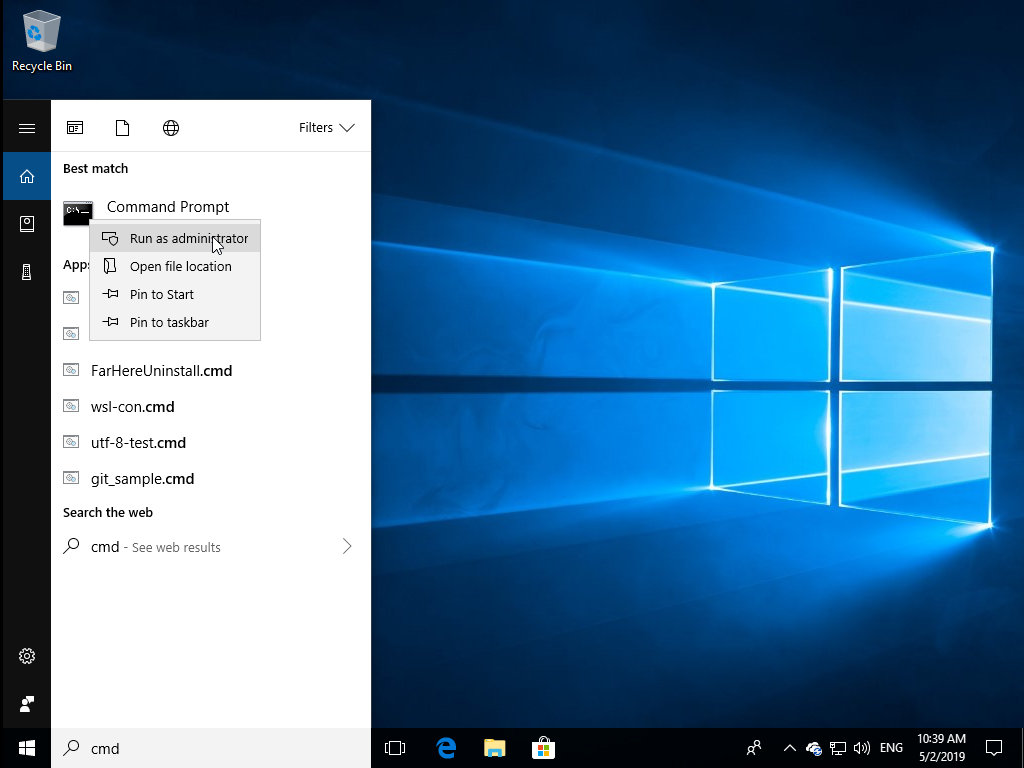 Recycle Bin
Filters
Best match
Command Prompt
Run as administrator
Open file location
Pin to Start
Pin to taskbar
FarHereUninstall.cmd
wsl-con.cmd
utf-8-test.cmd
git_sample.cmd
Search the web
cmd - See web results
cmd
ENG
10:39 AM
5/2/2019